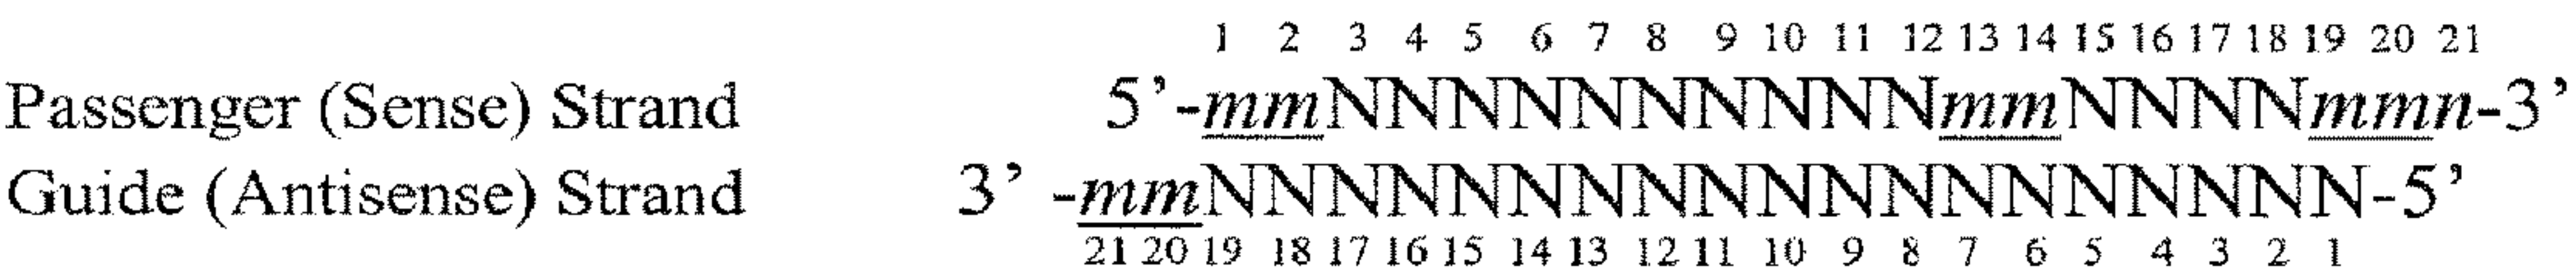 1 2 3 4 5 6 7 8 9 10 11 12 13 14 15 16 17 18 19 20 21
Passenger (Sense) Strand 5’-mmNNNNNNNNNNmmNNNNmmn-3’
Guide (Antisense) Strand 3’ -mmNNNNNNNNNNNNNNNNNNN-5’
21 20 19 18 17 16 15 14 13 12 11 10 9 8 7 6 5 4 3 2 1